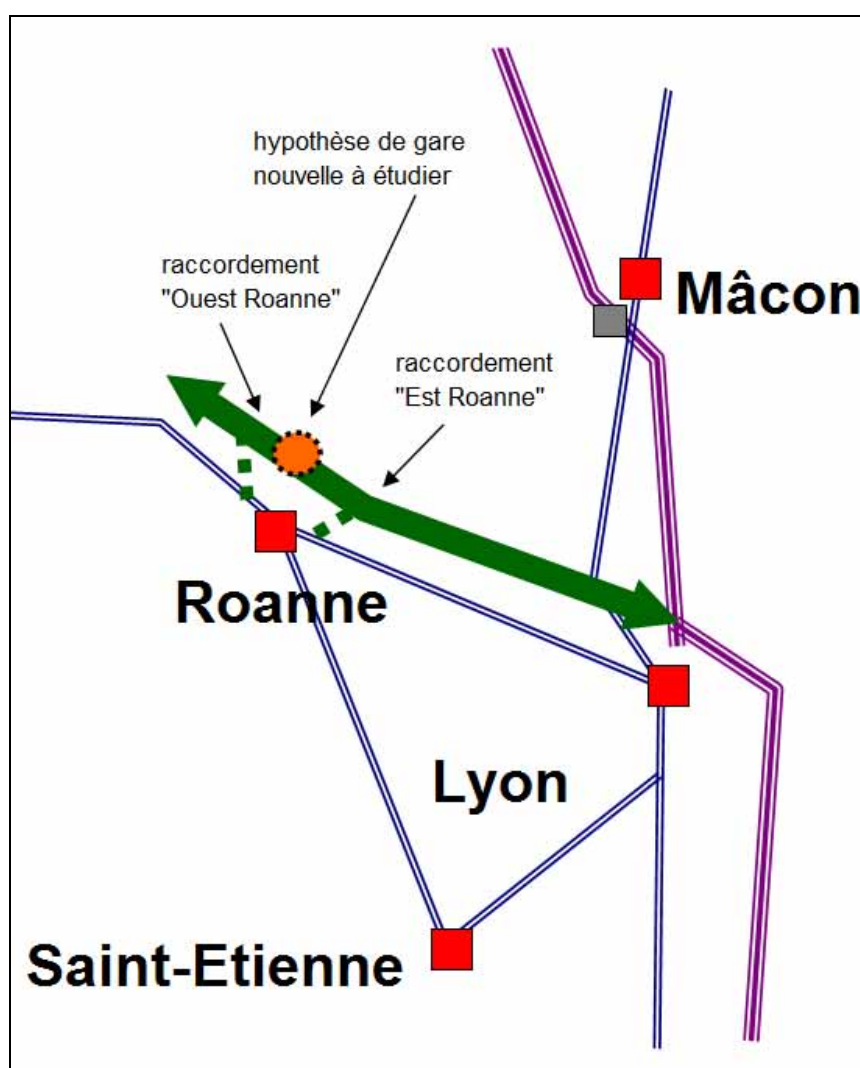 hypothèse de gare
nouvelle à étudier
raccordement
"Ouest Roanne"
Mâcon
raccordement
"Est Roanne"
Roanne
Lyon
Saint-Etienne